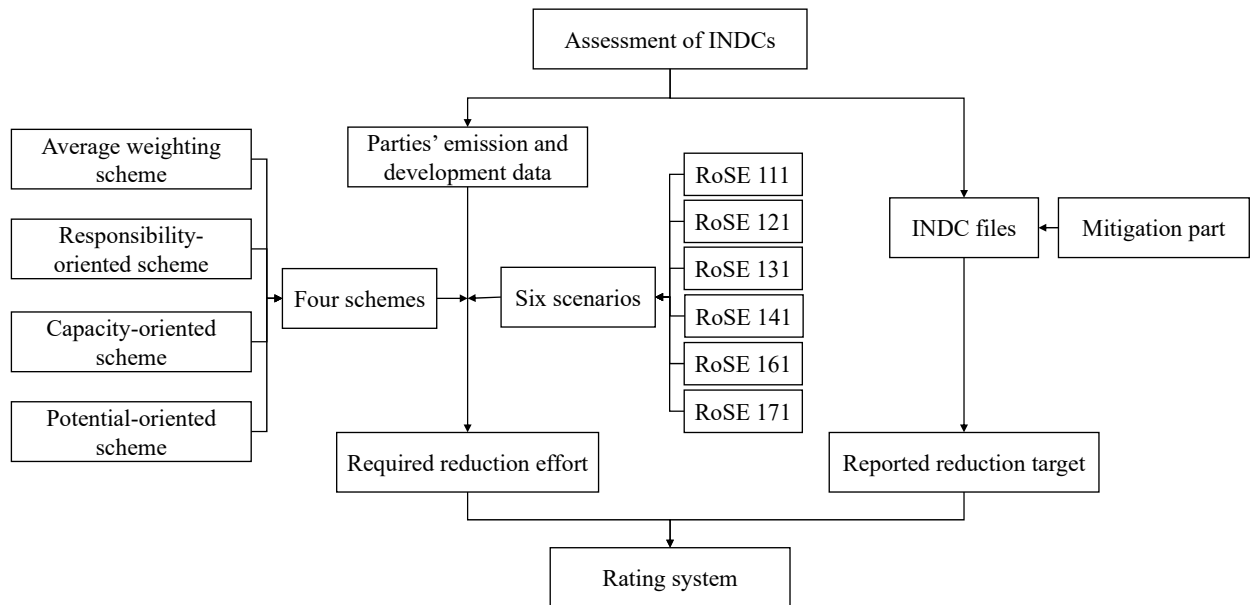 Assessment of INDCs
Parties’ emission and
development data
Average weighting
scheme
Responsibility-
oriented scheme
Capacity-oriented
scheme
Potential-oriented
scheme
Four schemes
Six scenarios
RoSE 111
RoSE 121
RoSE 131
RoSE 141
RoSE 161
RoSE 171
INDC files
Mitigation part
Required reduction effort
Reported reduction target
Rating system